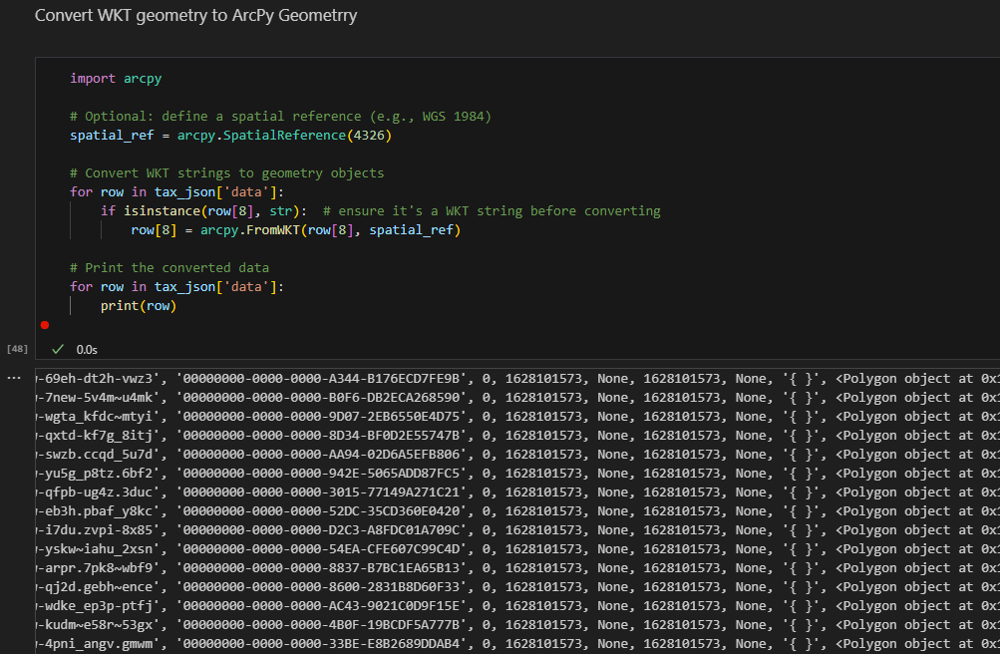 Convert WKT geometry to ArcPy Geometrry
import arcpy
# Optional: define a spatial reference (e.g., WGS 1984)
spatial_ref = arcpy.SpatialReference(4326)
# Convert WKT strings to geometry objects
for row in tax_json['data']:
if isinstance(row[8], str): # ensure it's a WKT string before converting
row[8] = arcpy.FromWKT(row[8], spatial_ref)
# Print the converted data
for row in tax_json['data']:
print(row)
[48] ✓ 0.0s
... -69eh-dt2h-vwz3', '00000000-0000-0000-A344-B176ECD7FE9B', 0, 1628101573, None, 1628101573, None, '{ }', <Polygon object at 0x
-7new-5v4m~u4mk', '00000000-0000-0000-B0F6-DB2ECA268590', 0, 1628101573, None, 1628101573, None, '{ }', <Polygon object at 0x
-wgta_kfdc~mtyi', '00000000-0000-0000-9D07-2EB6550E4D75', 0, 1628101573, None, 1628101573, None, '{ }', <Polygon object at 0x
-qxtd-kf7g_8itj', '00000000-0000-0000-8D34-BF0D2E55747B', 0, 1628101573, None, 1628101573, None, '{ }', <Polygon object at 0x
-swzb.ccqd_5u7d', '00000000-0000-0000-AA94-02D6A5EFB806', 0, 1628101573, None, 1628101573, None, '{ }', <Polygon object at 0x
-yu5g_p8tz.6bf2', '00000000-0000-0000-942E-5065ADD87FC5', 0, 1628101573, None, 1628101573, None, '{ }', <Polygon object at 0x
-qfpb-ug4z.3duc', '00000000-0000-0000-3015-77149A271C21', 0, 1628101573, None, 1628101573, None, '{ }', <Polygon object at 0x
-eb3h.pbaf_y8kc', '00000000-0000-0000-52DC-35CD360E0420', 0, 1628101573, None, 1628101573, None, '{ }', <Polygon object at 0x
-i7du.zvpi-8x85', '00000000-0000-0000-D2C3-A8FDC01A709C', 0, 1628101573, None, 1628101573, None, '{ }', <Polygon object at 0x
-yskw~iahu_2xsn', '00000000-0000-0000-54EA-CFE607C99C4D', 0, 1628101573, None, 1628101573, None, '{ }', <Polygon object at 0x
-arpr.7pk8~wbf9', '00000000-0000-0000-8837-B7BC1EA65B13', 0, 1628101573, None, 1628101573, None, '{ }', <Polygon object at 0x
-qj2d.gebh~ence', '00000000-0000-0000-8600-2831B8D60F33', 0, 1628101573, None, 1628101573, None, '{ }', <Polygon object at 0x
-wdke_ep3p-ptfj', '00000000-0000-0000-AC43-9021C0D9F15E', 0, 1628101573, None, 1628101573, None, '{ }', <Polygon object at 0x
-kudm~e58r~53gx', '00000000-0000-0000-4B0F-19BCDF5A777B', 0, 1628101573, None, 1628101573, None, '{ }', <Polygon object at 0x
-4pni_angv.gmwm', '00000000-0000-0000-33BE-E8B2689DDAB4', 0, 1628101573, None, 1628101573, None, '{ }', <Polygon object at 0x